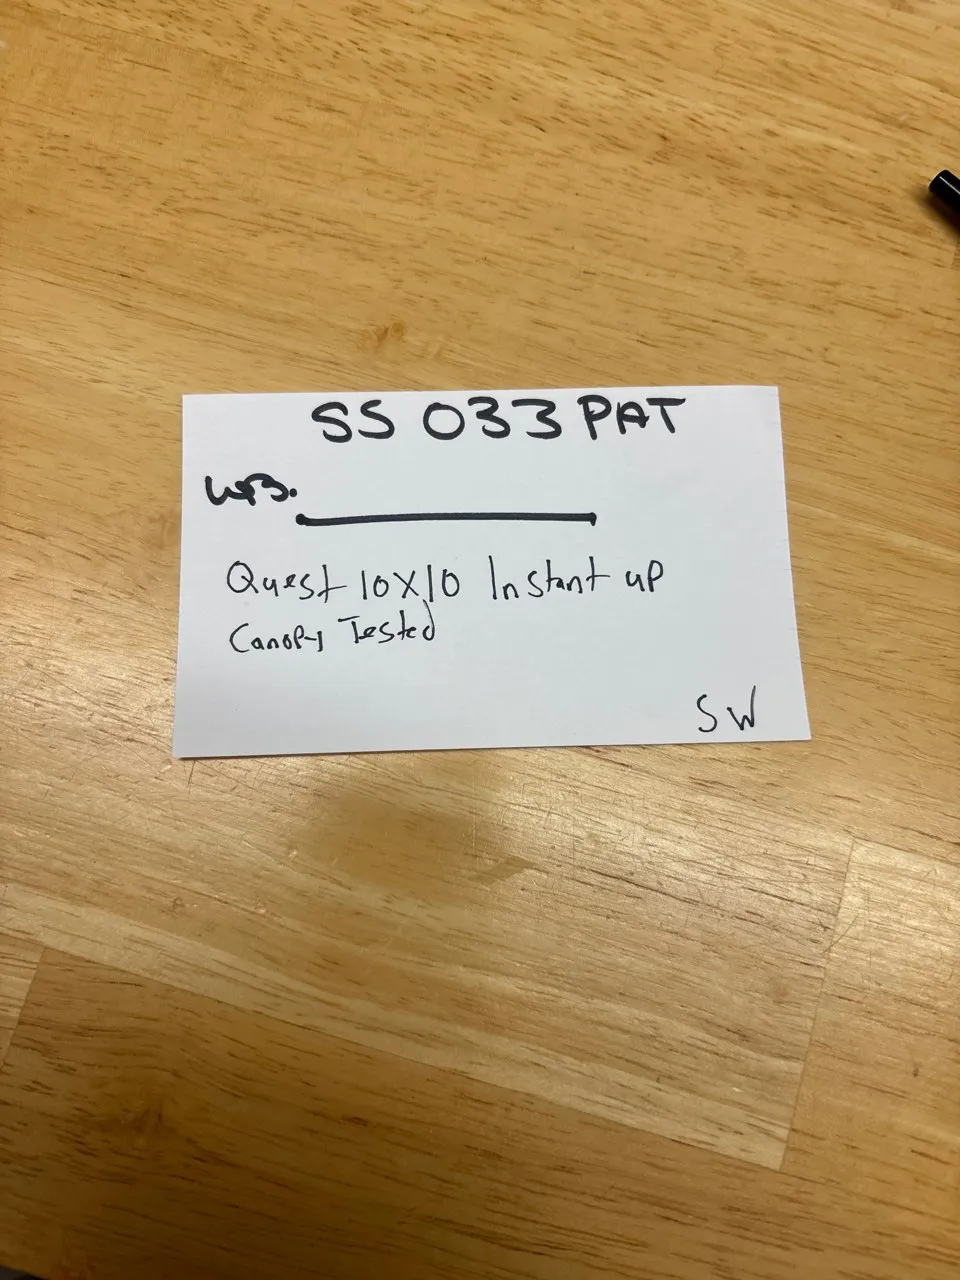 SS 033 PAT
Quest 10X10 Instant up
Canopy Tested
SW